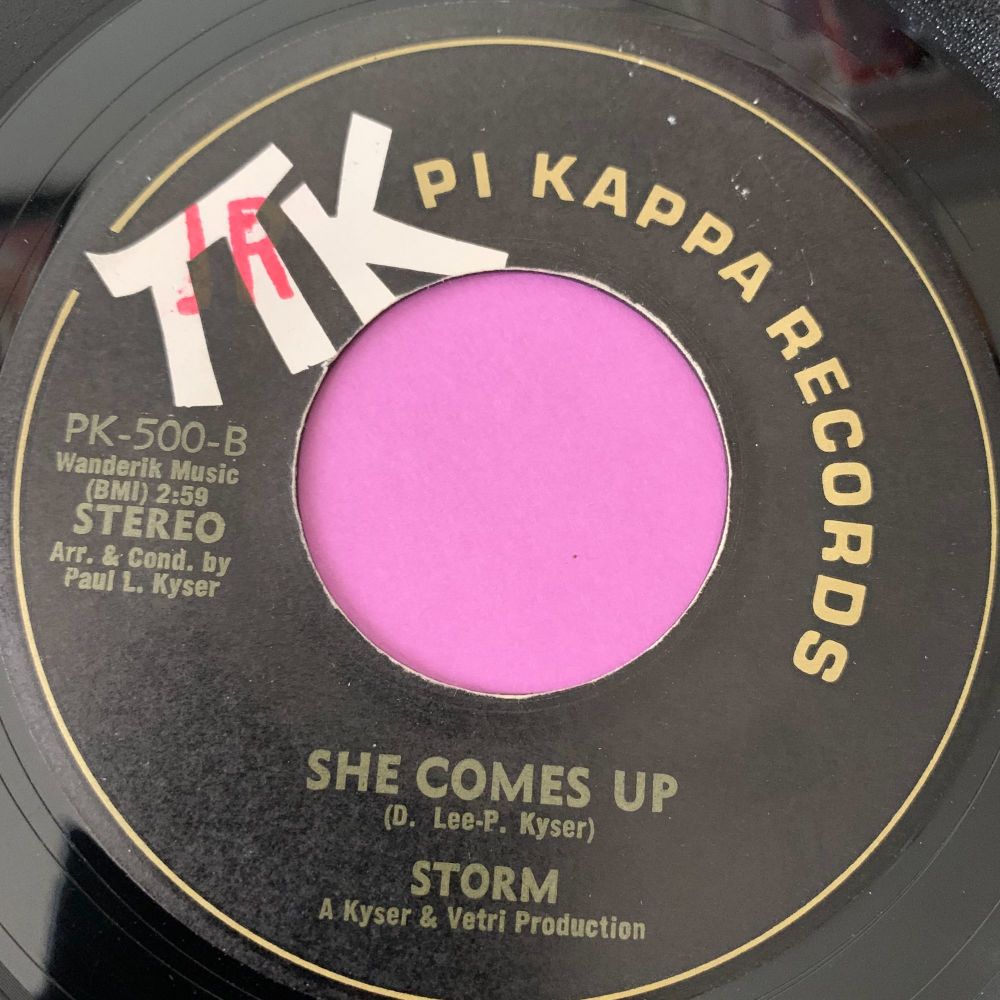 PI KAPPA RECORDS
πK
PK-500-B
Wanderik Music
(BMI) 2:59
STEREO
Arr. & Cond. by
Paul L. Kyser
SHE COMES UP
(D. Lee-P. Kyser)
STORM
A Kyser & Vetri Production